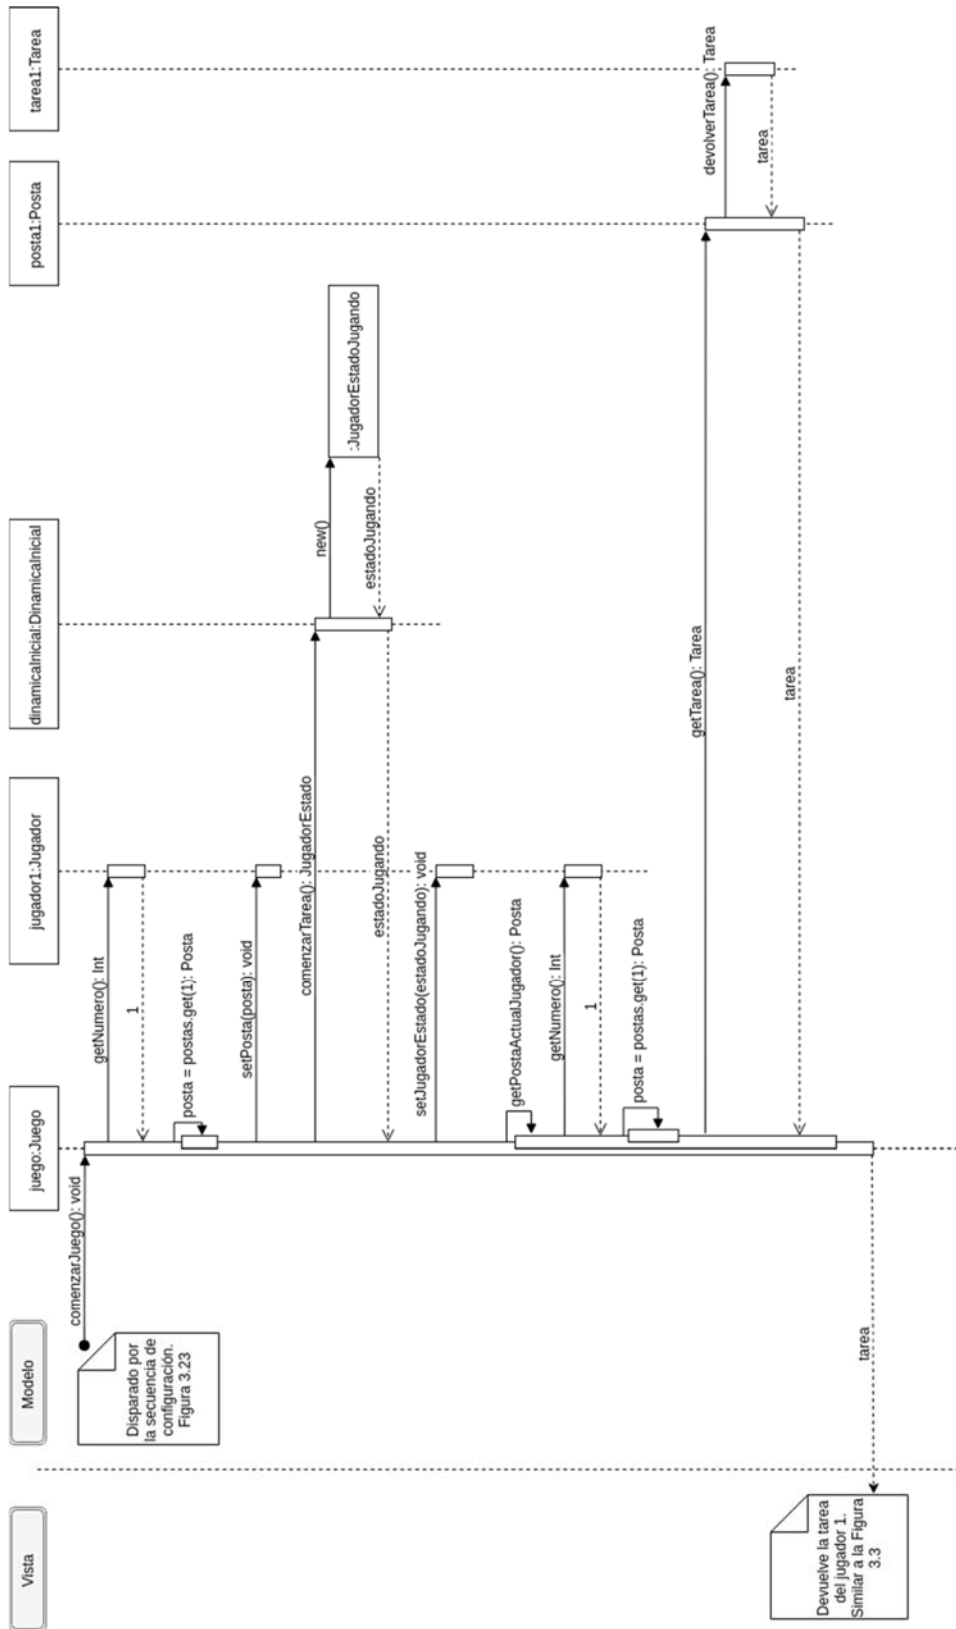 Vista
Modelo
juego:Juego
jugador1:Jugador
dinamicaInicial:DinamicaInicial
posta1:Posta
tarea1:Tarea
Disparado por
la secuencia de
configuración.
Figura 3.23
comenzarJuego(): void
getNumero(): Int
1
posta = postas.get(1): Posta
setPosta(posta): void
comenzarTarea(): JugadorEstado
new()
:JugadorEstadoJugando
estadoJugando
estadoJugando
setJugadorEstado(estadoJugando): void
getPostaActualJugador(): Posta
getNumero(): Int
1
posta = postas.get(1): Posta
getTarea(): Tarea
devolverTarea(): Tarea
tarea
tarea
tarea
Devuelve la tarea
del jugador 1.
Similar a la Figura
3.3